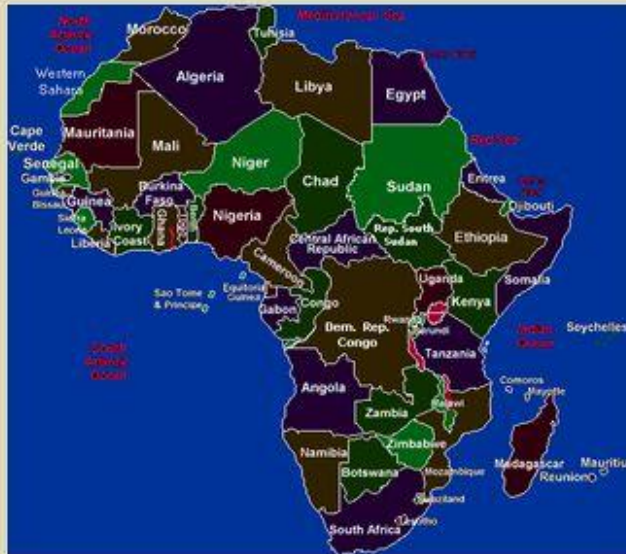 Mediterranean Sea
North
Atlantic
Ocean
Morocco
Tunisia
Western
Sahara
Algeria
Libya
Egypt
Cape
Verde
Mauritania
Mali
Niger
Chad
Sudan
Red Sea
Eritrea
Senegal
Gambia
Guinea
Bissau
Guinea
Burkina
Faso
Djibouti
Sierra
Leone
Liberia
Ivory
Coast
Ghana
Togo
Nigeria
Central African
Republic
Rep. South
Sudan
Ethiopia
Somalia
Cameroon
Equitorial
Guinea
Sao Tome
& Principe
Gabon
Congo
Dem. Rep.
Congo
Uganda
Kenya
Rwanda
Burundi
Tanzania
Indian
Ocean
Seychelles
South
Atlantic
Ocean
Angola
Zambia
Malawi
Comoros
Mayotte
Zimbabwe
Mozambique
Namibia
Botswana
Madagascar
Reunion
Mauritiu
Swaziland
Lesotho
South Africa